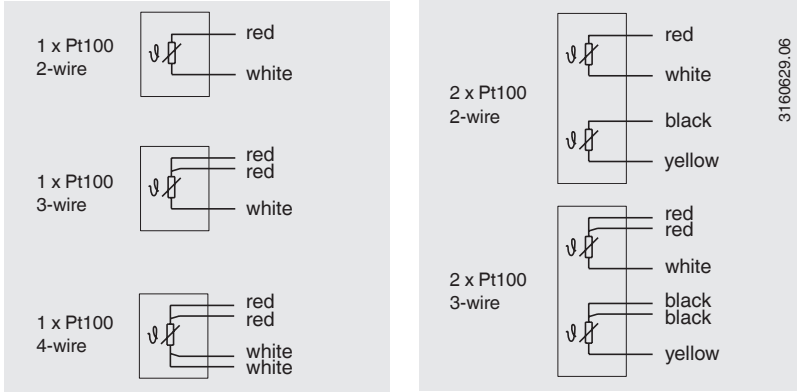 1 x Pt100
2-wire
ϑ
red
white
1 x Pt100
3-wire
ϑ
red
red
white
1 x Pt100
4-wire
ϑ
red
red
white
white
2 x Pt100
2-wire
ϑ
red
white
ϑ
black
yellow
2 x Pt100
3-wire
ϑ
red
red
white
ϑ
black
black
yellow
3160629.06